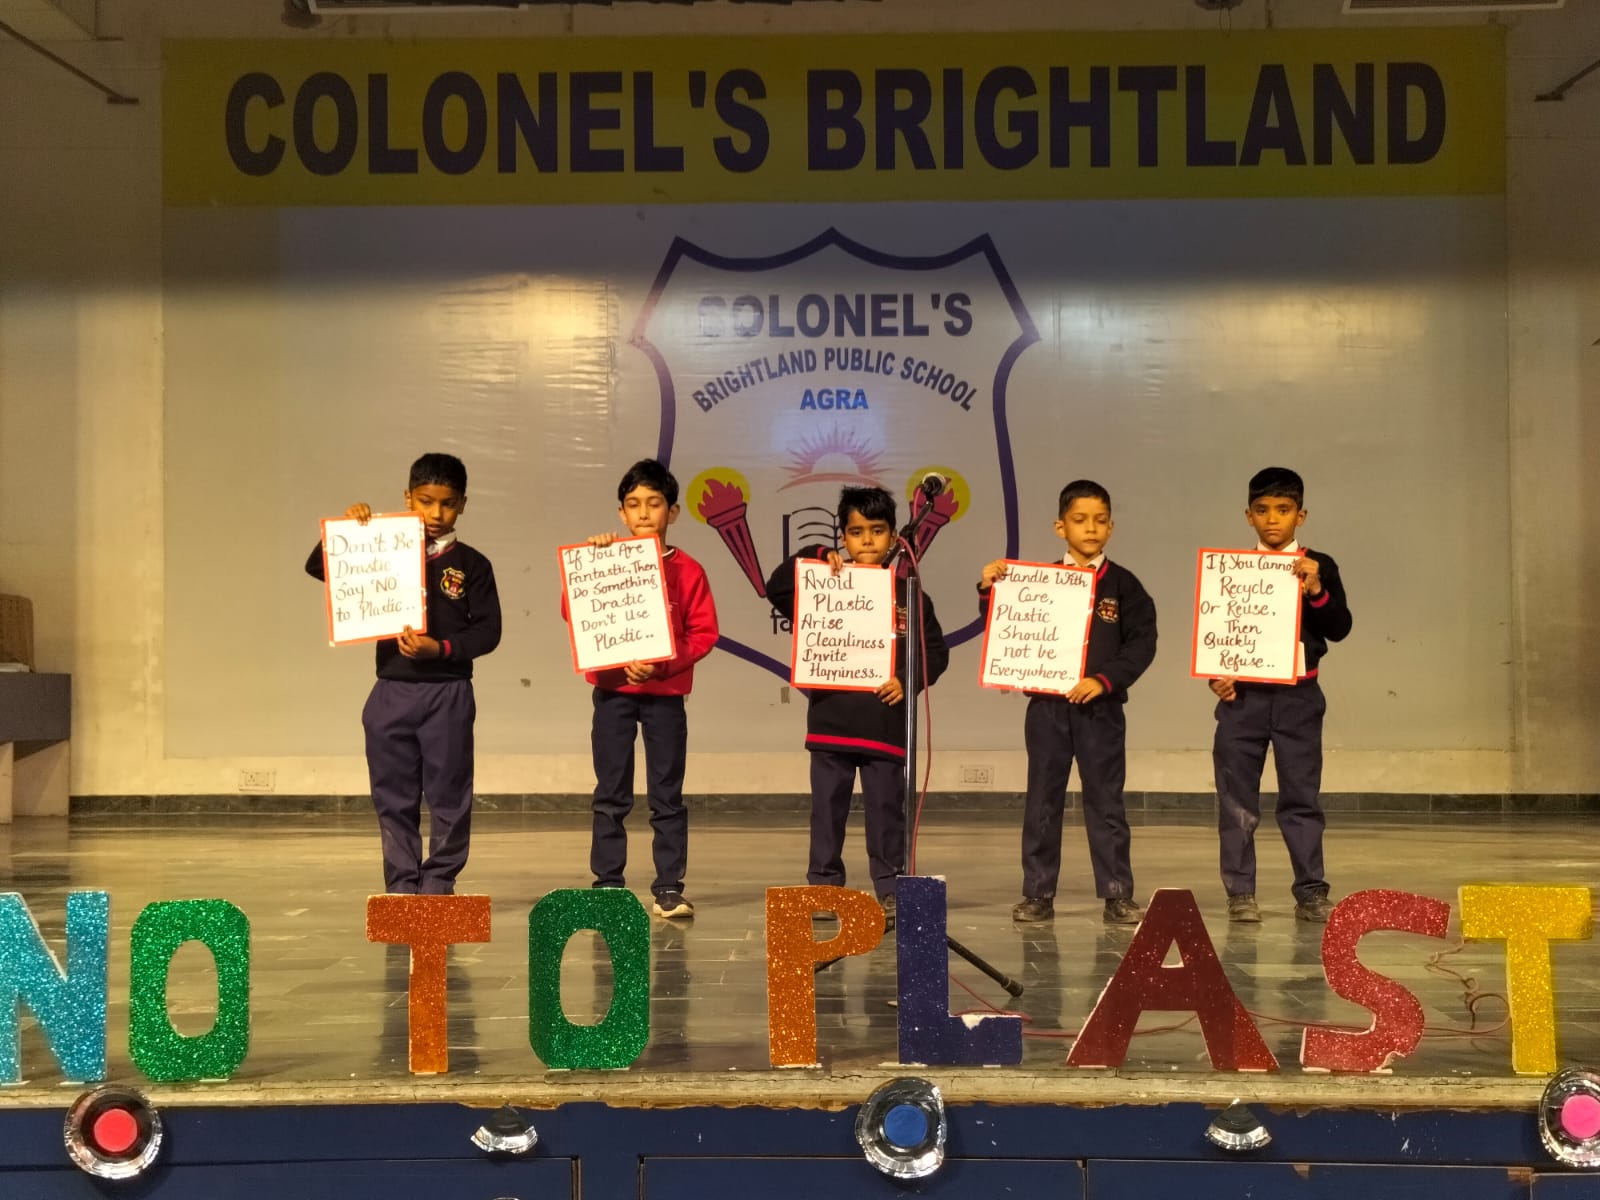 COLONEL'S BRIGHTLAND
COLONEL'S
BRIGHTLAND PUBLIC SCHOOL
AGRA
Don't Be
Drastic
Say 'NO'
to Plastic..
If You Are
Fantastic, Then
Do Something
Drastic
Don't Use
Plastic..
Avoid
Plastic
Arise
Cleanliness
Invite
Happiness..
Handle With
Care,
Plastic
Should
not be
Everywhere..
If You Cannot
Recycle
Or Reuse,
Then
Quickly
Refuse..
NO TO PLAST